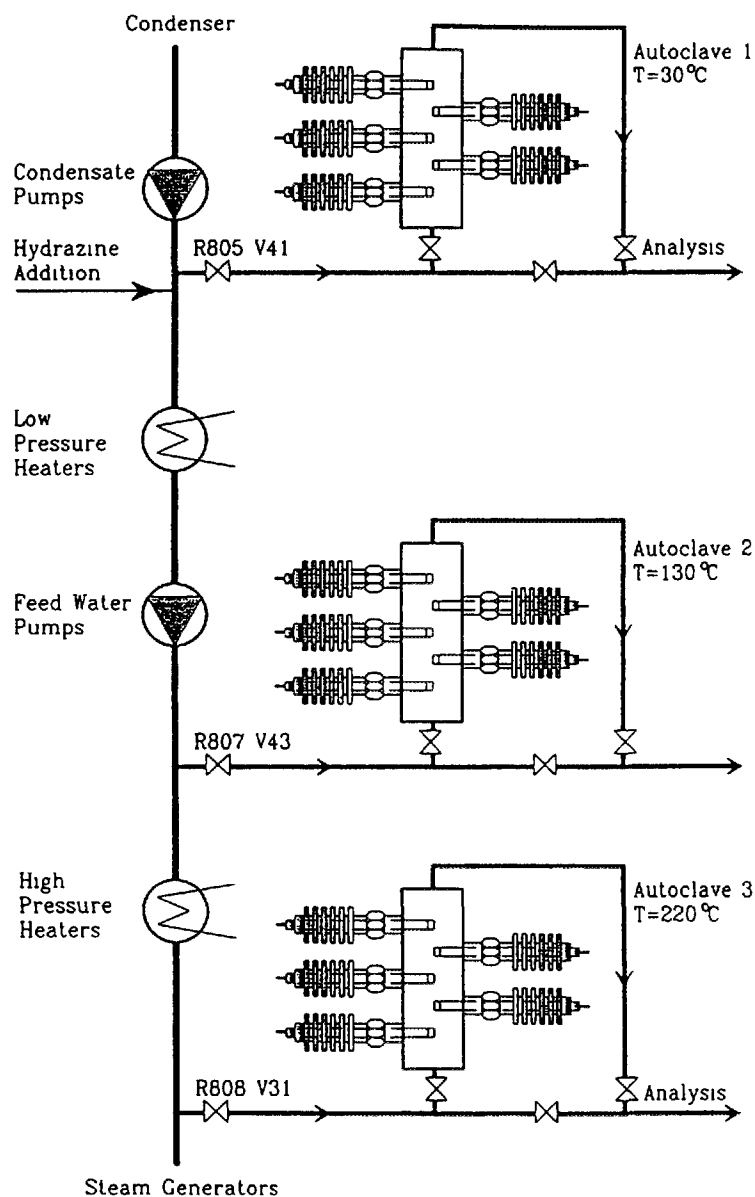 Condenser
Autoclave 1
T=30°C
Condensate
Pumps
Hydrazine
Addition
R805 V41
Analysis
Low
Pressure
Heaters
Autoclave 2
T=130°C
Feed Water
Pumps
R807 V43
High
Pressure
Heaters
Autoclave 3
T=220°C
R808 V31
Analysis
Steam Generators